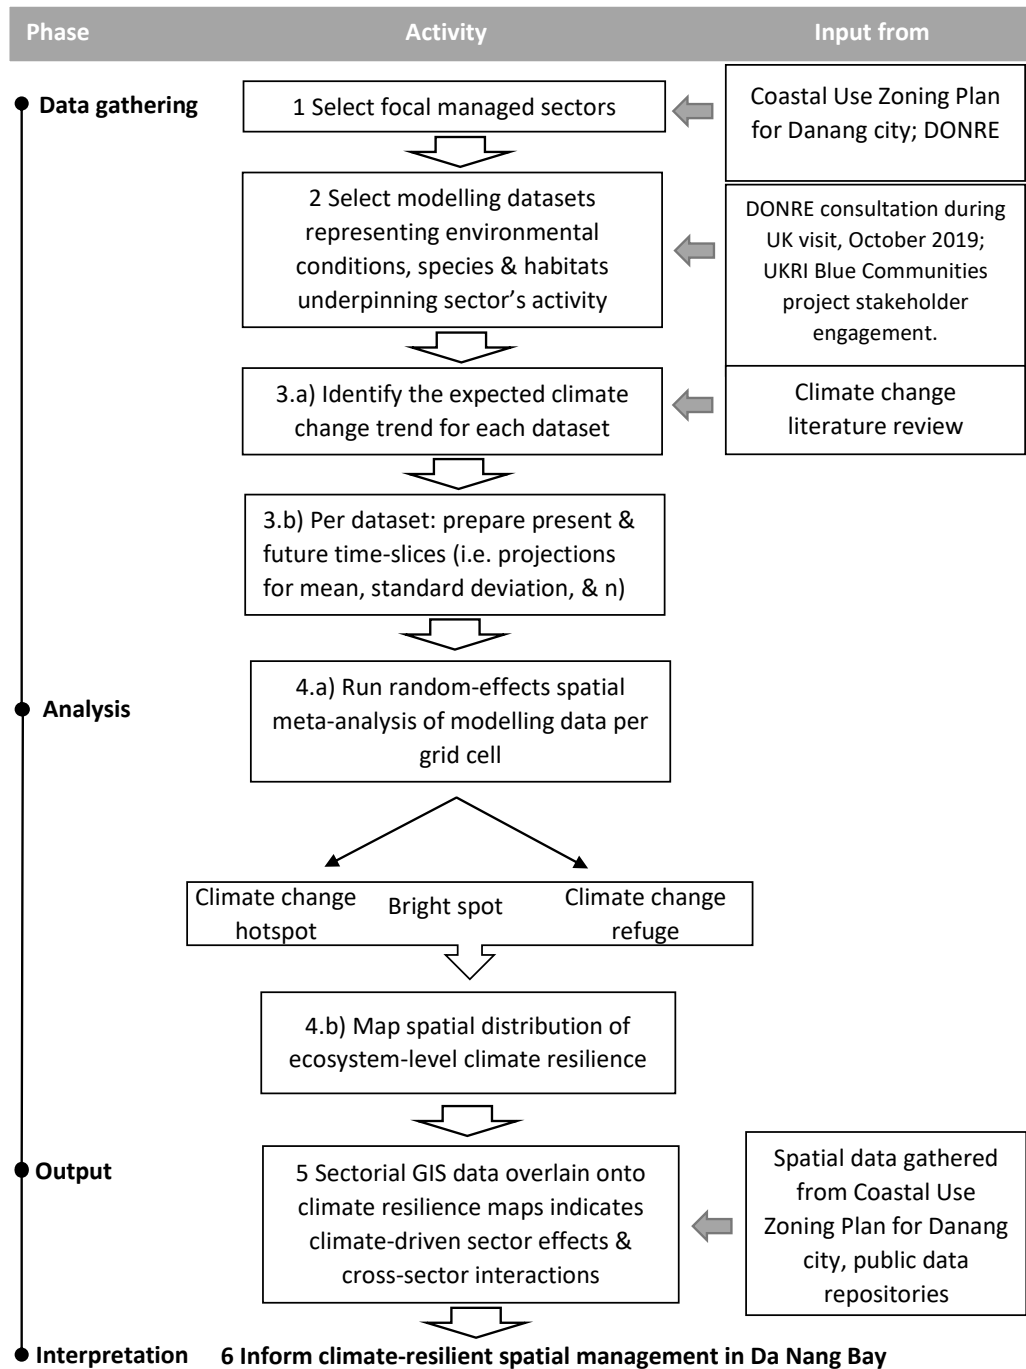 Phase Activity Input from
Data gathering
1 Select focal managed sectors
Coastal Use Zoning Plan
for Danang city; DONRE
2 Select modelling datasets
representing environmental
conditions, species & habitats
underpinning sector’s activity
DONRE consultation during
UK visit, October 2019;
UKRI Blue Communities
project stakeholder
engagement.
3.a) Identify the expected climate
change trend for each dataset
Climate change
literature review
3.b) Per dataset: prepare present &
future time-slices (i.e. projections
for mean, standard deviation, & n)
Analysis
4.a) Run random-effects spatial
meta-analysis of modelling data per
grid cell
Climate change
hotspot
Bright spot
Climate change
refuge
4.b) Map spatial distribution of
ecosystem-level climate resilience
Output
5 Sectorial GIS data overlain onto
climate resilience maps indicates
climate-driven sector effects &
cross-sector interactions
Spatial data gathered
from Coastal Use
Zoning Plan for Danang
city, public data
repositories
Interpretation
6 Inform climate-resilient spatial management in Da Nang Bay